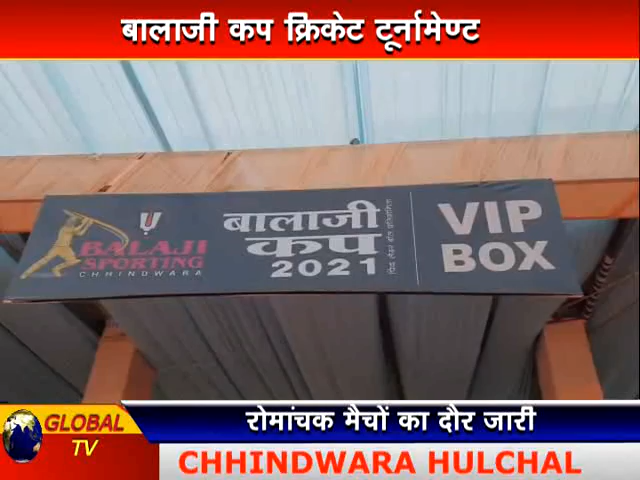 बालाजी कप क्रिकेट टूर्नामेण्ट
BALAJI
SPORTING
CHHINDWARA
बालाजी
कप
2021
VIP
BOX
GLOBAL
TV
रोमांचक मैचों का दौर जारी
CHHINDWARA HULCHAL